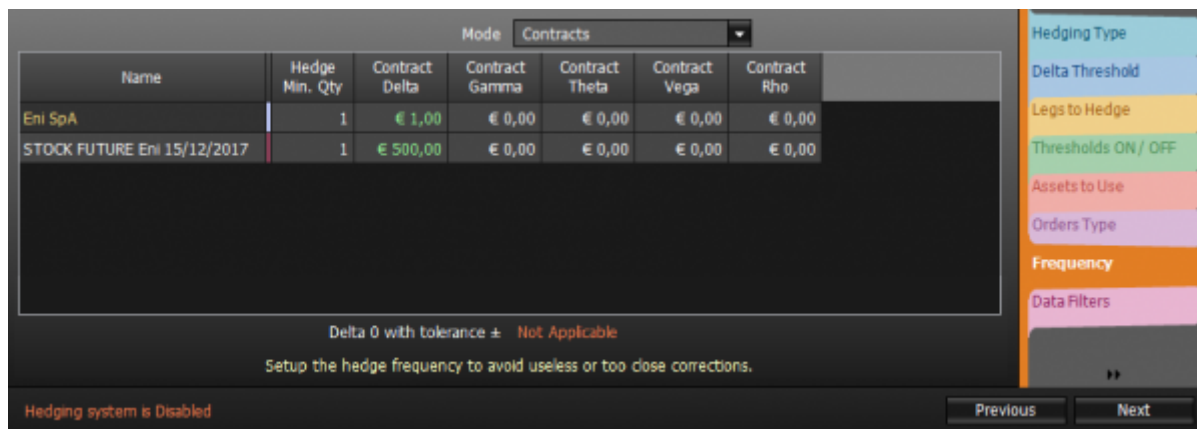 Mode Contracts
Name Hedge Min. Qty Contract Delta Contract Gamma Contract Theta Contract Vega Contract Rho
Eni SpA 1 € 1,00 € 0,00 € 0,00 € 0,00 € 0,00
STOCK FUTURE Eni 15/12/2017 1 € 500,00 € 0,00 € 0,00 € 0,00 € 0,00
Delta 0 with tolerance ± Not Applicable
Setup the hedge frequency to avoid useless or too close corrections.
Hedging Type
Delta Threshold
Legs to Hedge
Thresholds ON / OFF
Assets to Use
Orders Type
Frequency
Data Filters
Hedging system is Disabled
Previous Next